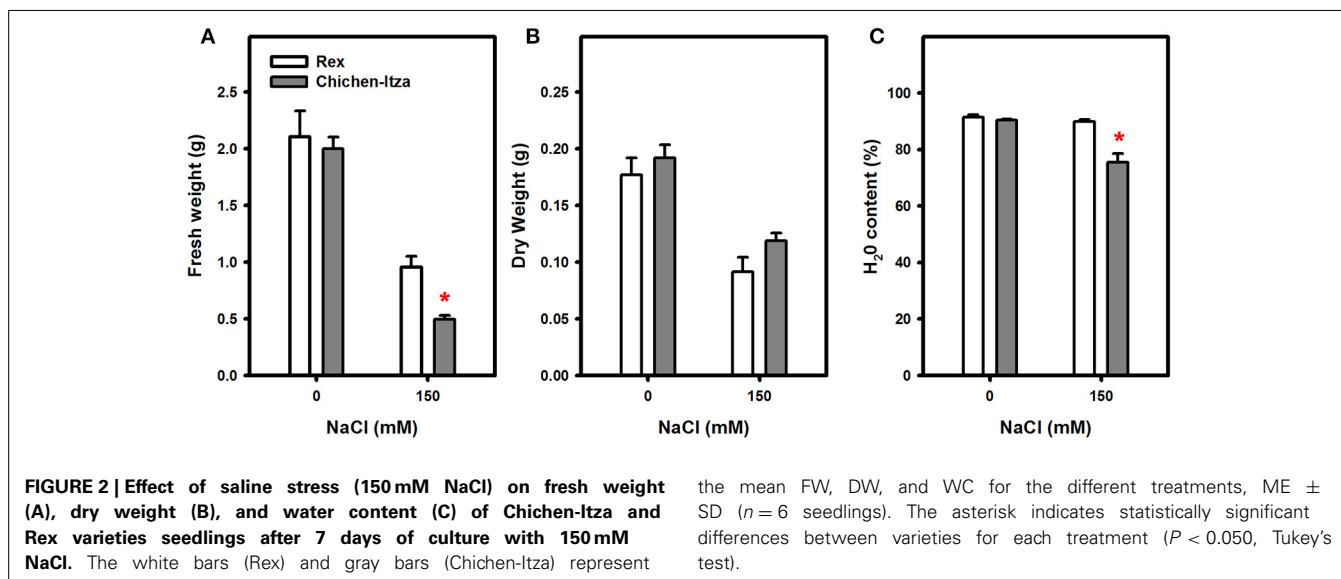 A
Rex
Chichen-Itza
2.5
2.0
1.5
1.0
0.5
0.0
Fresh weight (g)
*
0
150
NaCl (mM)
B
0.25
0.20
0.15
0.10
0.05
0.00
Dry Weight (g)
0
150
NaCl (mM)
C
100
80
60
40
20
0
H20 content (%)
*
0
150
NaCl (mM)
FIGURE 2 | Effect of saline stress (150 mM NaCl) on fresh weight
(A), dry weight (B), and water content (C) of Chichen-Itza and
Rex varieties seedlings after 7 days of culture with 150 mM
NaCl. The white bars (Rex) and gray bars (Chichen-Itza) represent
the mean FW, DW, and WC for the different treatments, ME ±
SD (n = 6 seedlings). The asterisk indicates statistically significant
differences between varieties for each treatment (P < 0.050, Tukey's
test).